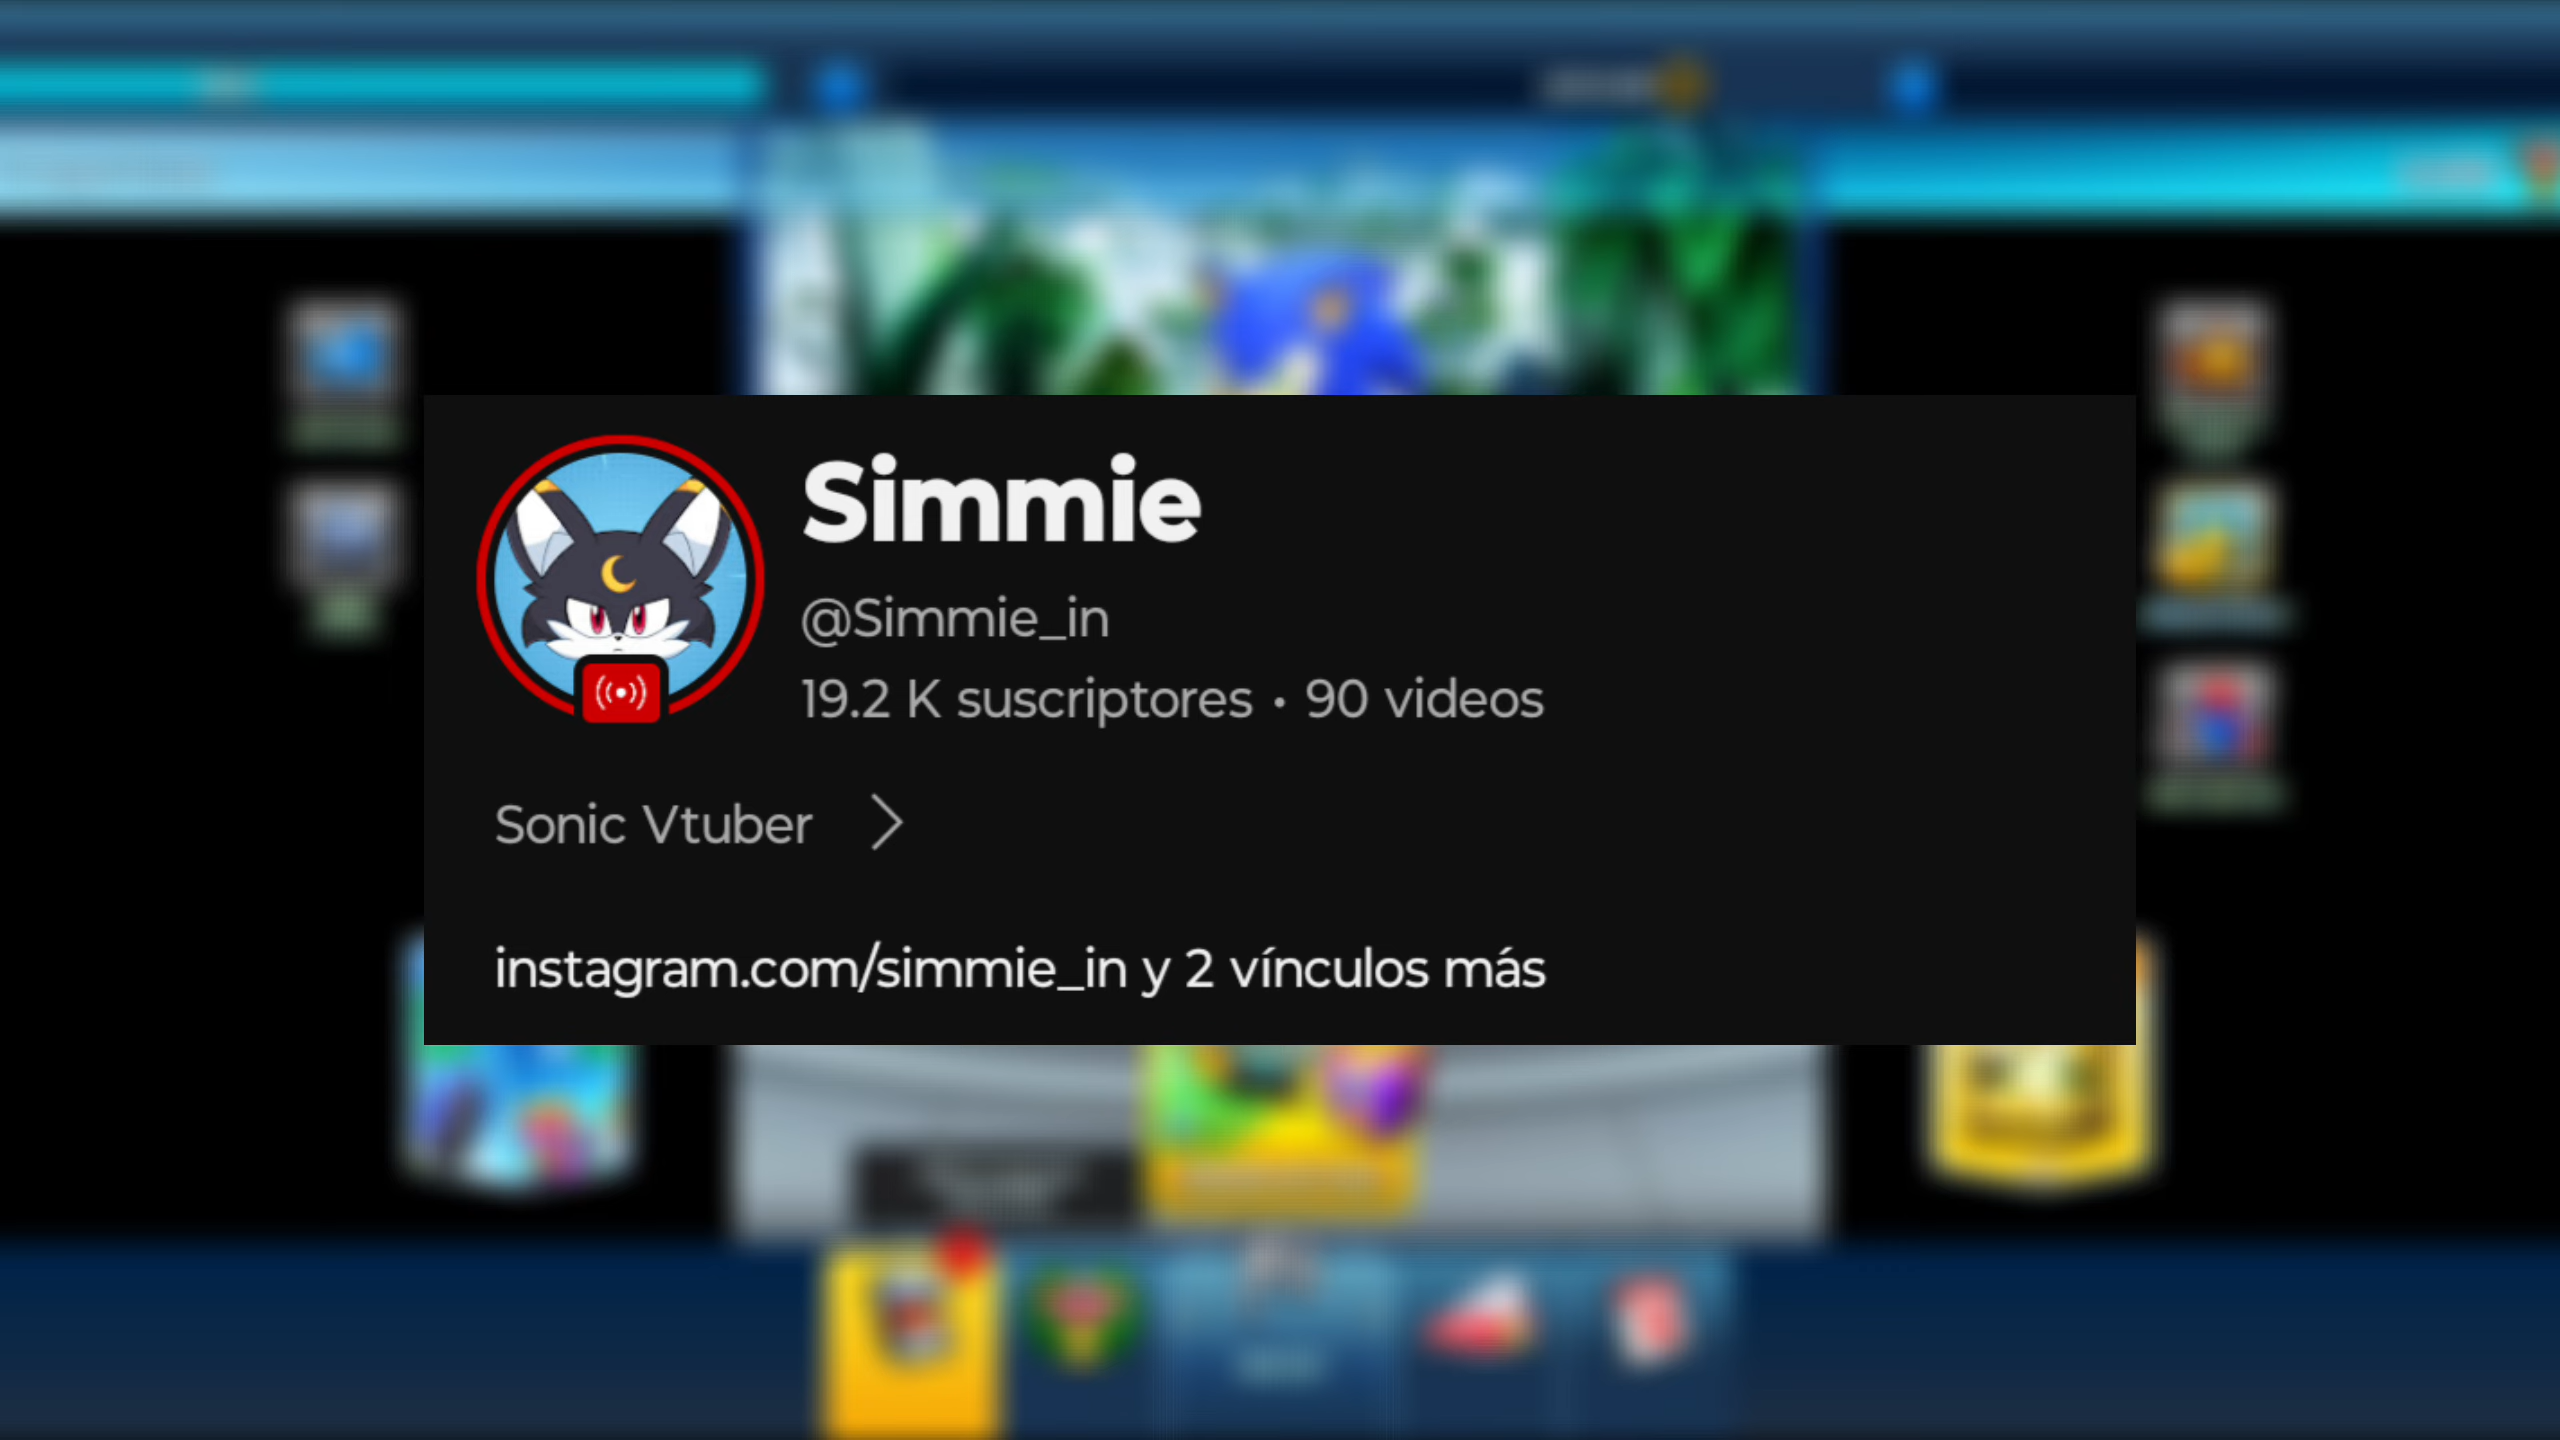 Simmie
@Simmie_in
19.2 K suscriptores • 90 videos
Sonic Vtuber
instagram.com/simmie_in y 2 vínculos más